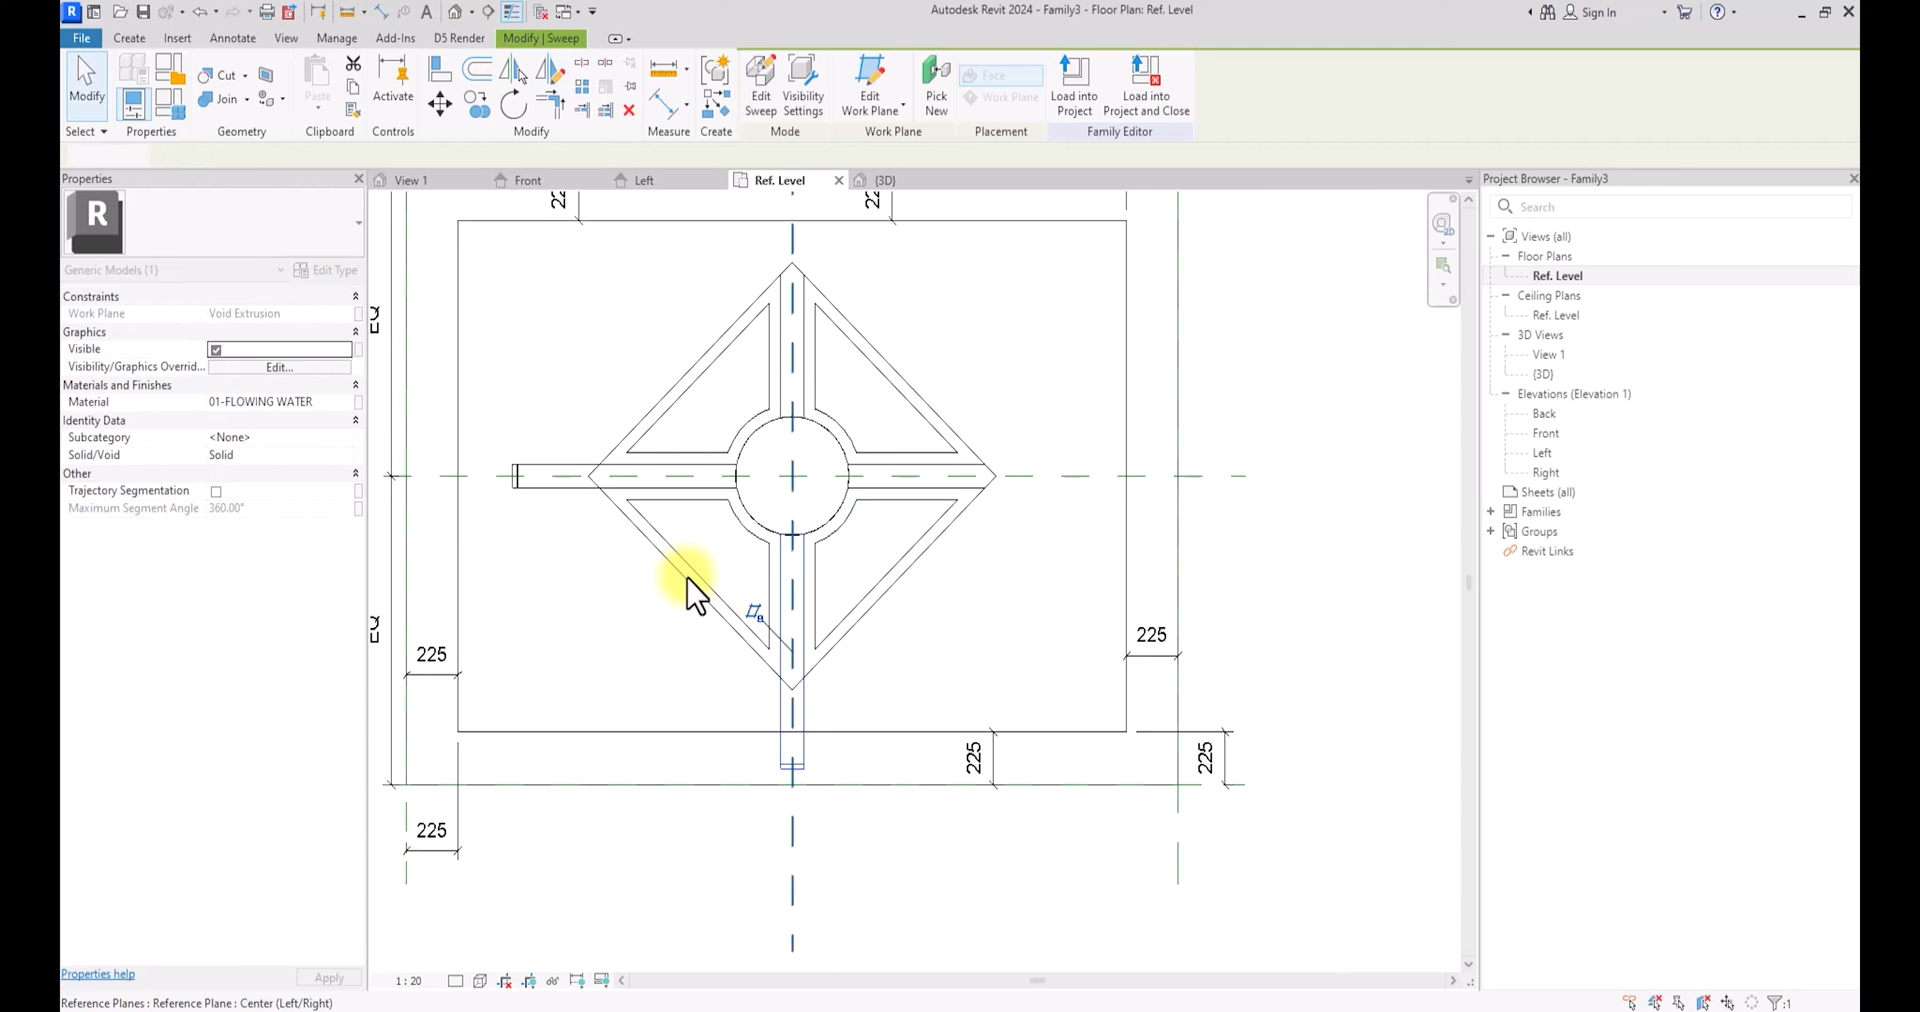 Autodesk Revit 2024 - Family3 - Floor Plan: Ref. Level
Sign In
File Create Insert Annotate View Manage Add-Ins D5 Render Modify | Sweep
Modify
Cut
Join
Paste
Activate
Edit Sweep
Visibility Settings
Edit Work Plane
Pick New
Face
Work Plane
Load into Project
Load into Project and Close
Select Properties Geometry Clipboard Controls Modify Measure Create Mode Work Plane Placement Family Editor
Properties
View 1 Front Left Ref. Level {3D}
R
Generic Models (1) Edit Type
Constraints
Work Plane Void Extrusion
Graphics
Visible
Visibility/Graphics Overrid... Edit...
Materials and Finishes
Material 01-FLOWING WATER
Identity Data
Subcategory <None>
Solid/Void Solid
Other
Trajectory Segmentation
Maximum Segment Angle 360.00°
Properties help Apply
EQ
EQ
225
225
225
225
225
1 : 20
Reference Planes : Reference Plane : Center (Left/Right)
Project Browser - Family3
Search
Views (all)
Floor Plans
Ref. Level
Ceiling Plans
Ref. Level
3D Views
View 1
{3D}
Elevations (Elevation 1)
Back
Front
Left
Right
Sheets (all)
Families
Groups
Revit Links
:1